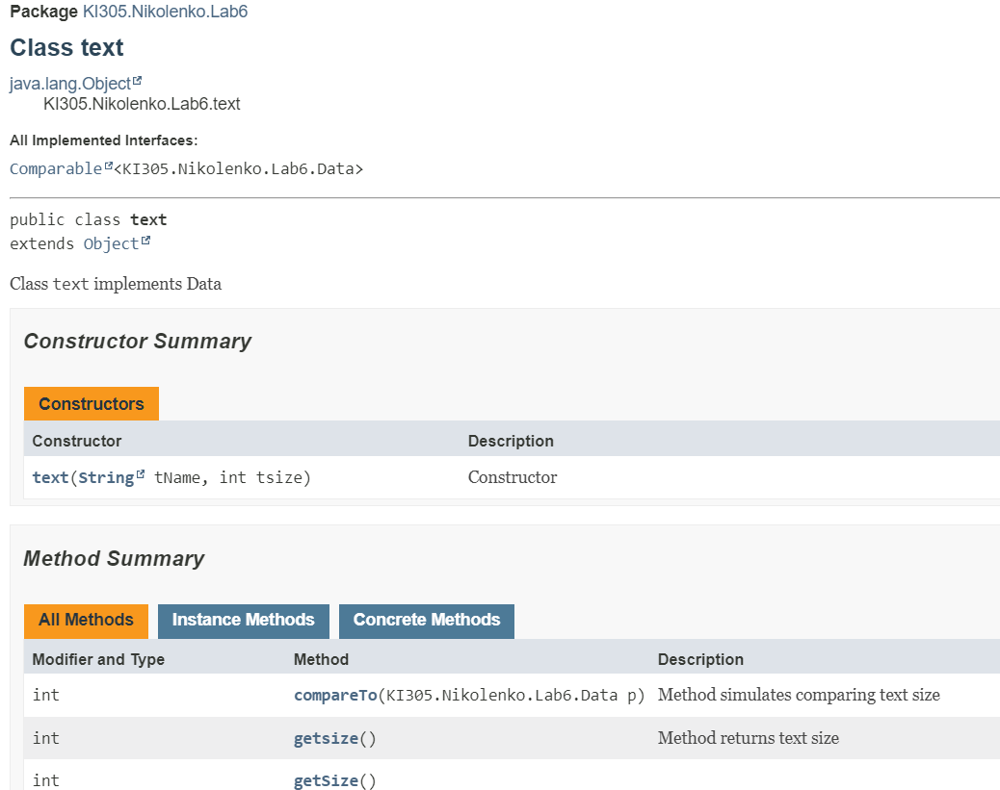 Package KI305.Nikolenko.Lab6
Class text
java.lang.Object
KI305.Nikolenko.Lab6.text
All Implemented Interfaces:
Comparable<KI305.Nikolenko.Lab6.Data>
public class text
extends Object
Class text implements Data
Constructor Summary
Constructors
Constructor Description
text(String tName, int tsize) Constructor
Method Summary
All Methods Instance Methods Concrete Methods
Modifier and Type Method Description
int compareTo(KI305.Nikolenko.Lab6.Data p) Method simulates comparing text size
int getsize() Method returns text size
int getSize()